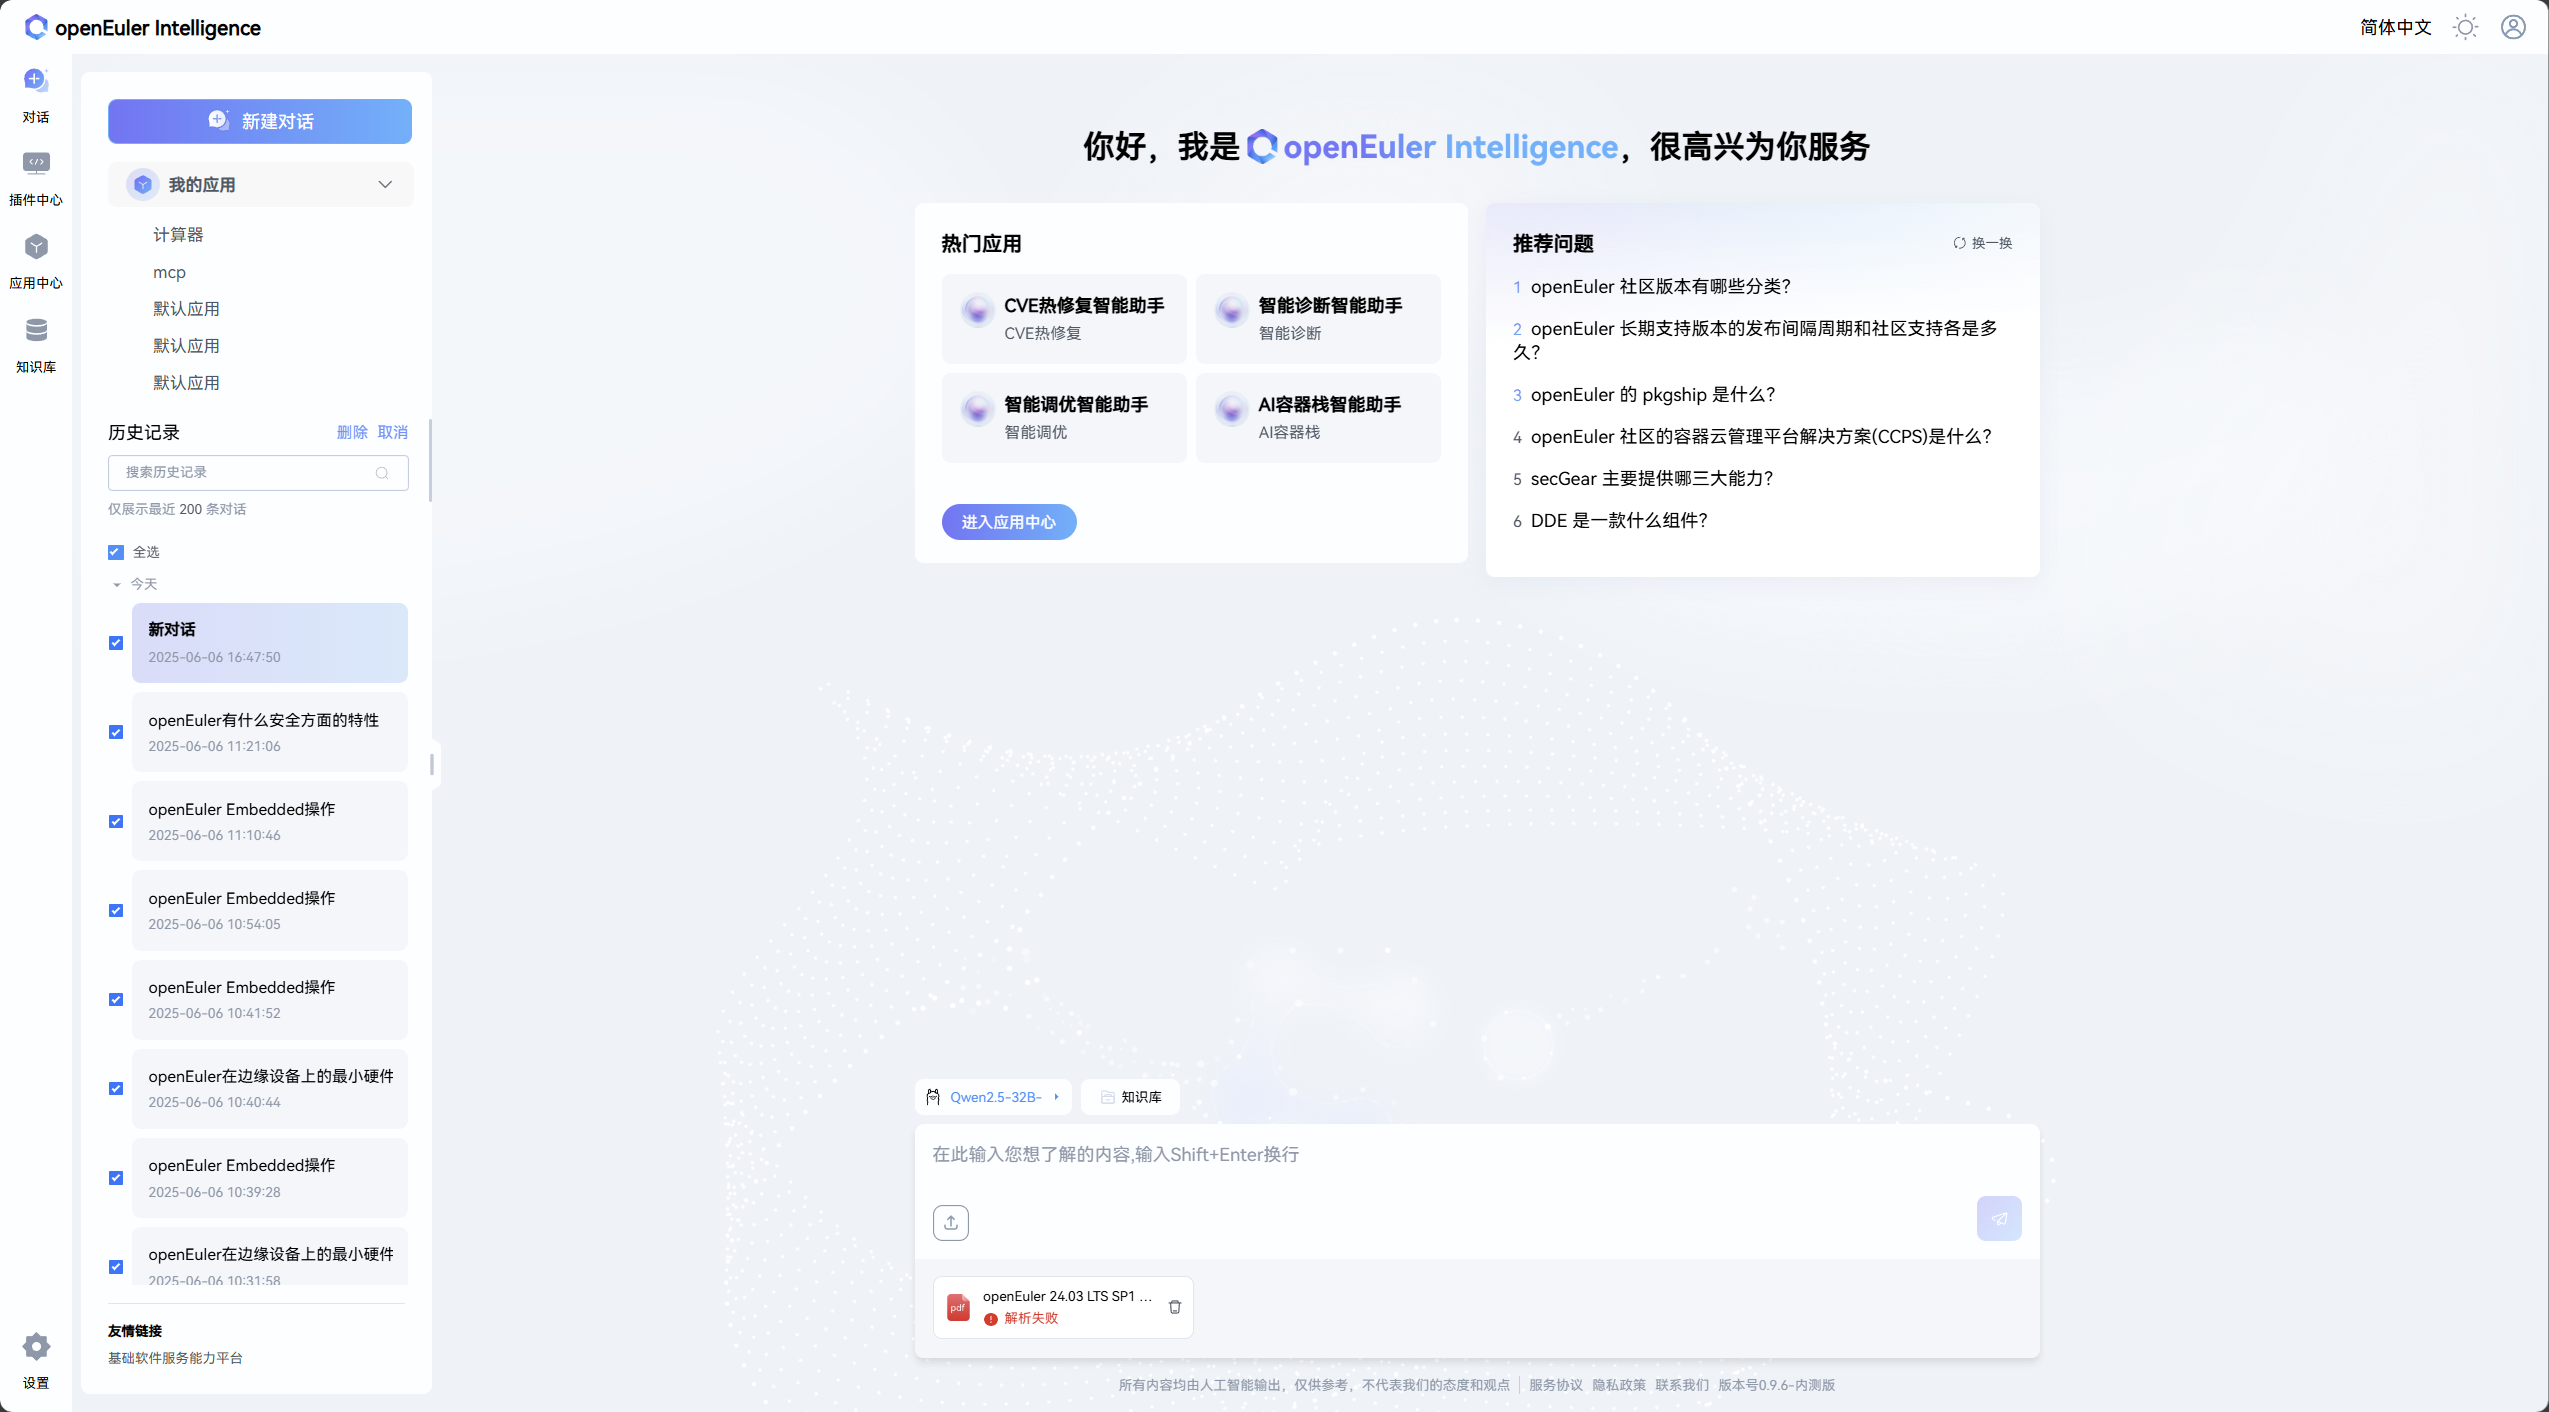 openEuler Intelligence
简体中文
对话
插件中心
应用中心
知识库
设置
新建对话
我的应用
计算器
mcp
默认应用
默认应用
默认应用
历史记录
删除 取消
搜索历史记录
仅展示最近 200 条对话
全选
今天
新对话
2025-06-06 16:47:50
openEuler有什么安全方面的特性
2025-06-06 11:21:06
openEuler Embedded操作
2025-06-06 11:10:46
openEuler Embedded操作
2025-06-06 10:54:05
openEuler Embedded操作
2025-06-06 10:41:52
openEuler在边缘设备上的最小硬件
2025-06-06 10:40:44
openEuler Embedded操作
2025-06-06 10:39:28
openEuler在边缘设备上的最小硬件
2025-06-06 10:31:58
友情链接
基础软件服务能力平台
你好，我是 openEuler Intelligence，很高兴为你服务
热门应用
CVE热修复智能助手
CVE热修复
智能诊断智能助手
智能诊断
智能调优智能助手
智能调优
AI容器栈智能助手
AI容器栈
进入应用中心
推荐问题
换一换
1 openEuler 社区版本有哪些分类？
2 openEuler 长期支持版本的发布间隔周期和社区支持各是多
久？
3 openEuler 的 pkgship 是什么？
4 openEuler 社区的容器云管理平台解决方案(CCPS)是什么？
5 secGear 主要提供哪三大能力？
6 DDE 是一款什么组件？
Qwen2.5-32B-
知识库
在此输入您想了解的内容,输入Shift+Enter换行
pdf
openEuler 24.03 LTS SP1 ...
解析失败
所有内容均由人工智能输出，仅供参考，不代表我们的态度和观点 服务协议 隐私政策 联系我们 版本号0.9.6-内测版